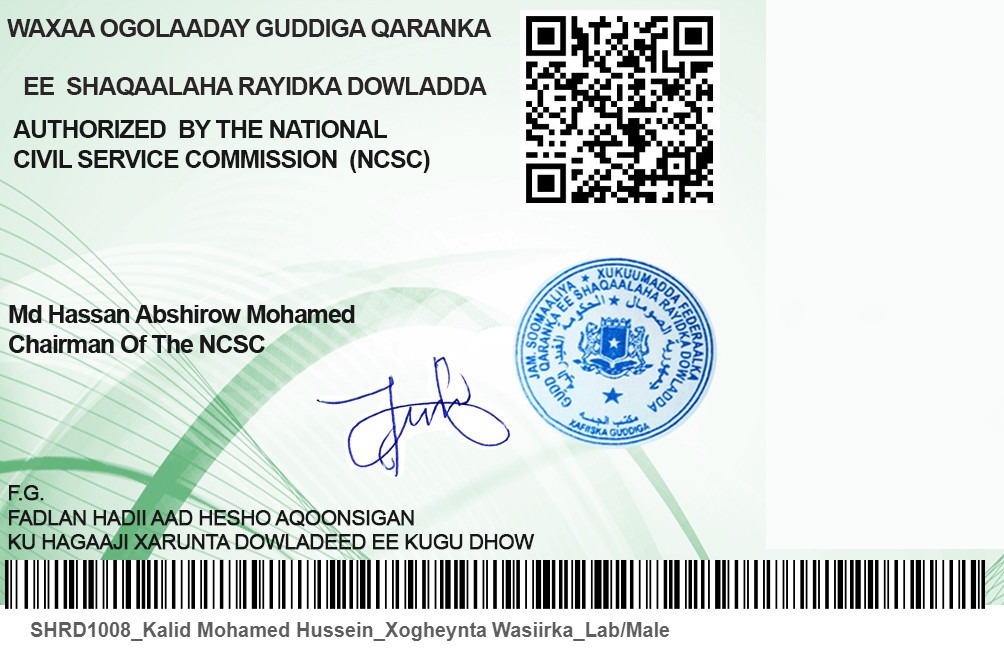 WAXAA OGOLAADAY GUDDIGA QARANKA
EE SHAQAALAHA RAYIDKA DOWLADDA
AUTHORIZED BY THE NATIONAL
CIVIL SERVICE COMMISSION (NCSC)
Md Hassan Abshirow Mohamed
Chairman Of The NCSC
JAM. SOOMAALIYA ★ XUKUUMADDA FEDERAALKA
GUDD QARANKA EE SHAQAALAHA RAYIDKA DOWLADDA
XAFIISKA GUDDIGA
F.G.
FADLAN HADII AAD HESHO AQOONSIGAN
KU HAGAAJI XARUNTA DOWLADEED EE KUGU DHOW
SHRD1008_Kalid Mohamed Hussein_Xogheynta Wasiirka_Lab/Male